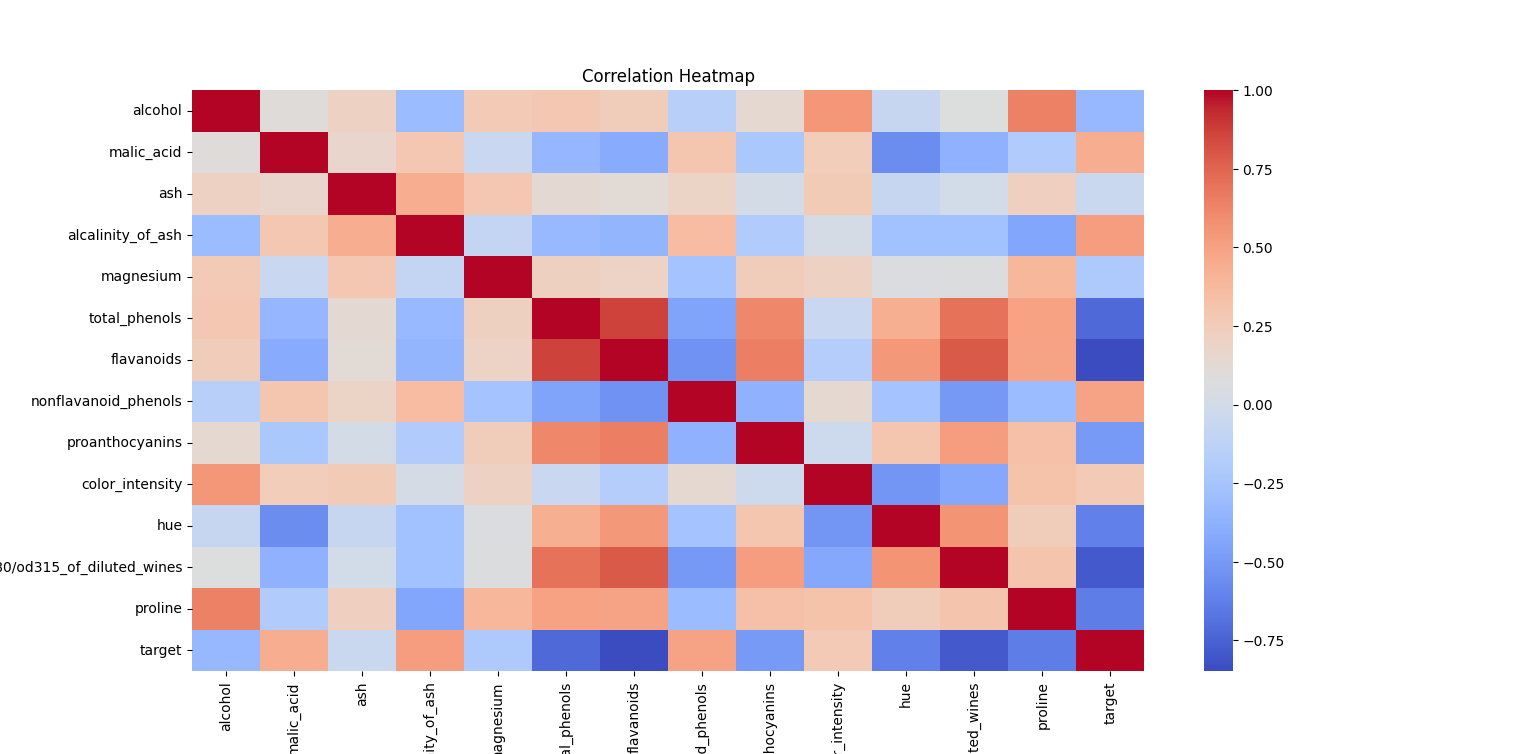 Correlation Heatmap
alcohol
malic_acid
ash
alcalinity_of_ash
magnesium
total_phenols
flavanoids
nonflavanoid_phenols
proanthocyanins
color_intensity
hue
30/od315_of_diluted_wines
proline
target
alcohol
malic_acid
ash
ity_of_ash
agnesium
al_phenols
flavanoids
d_phenols
hocyanins
r_intensity
hue
ted_wines
proline
target
1.00
0.75
0.50
0.25
0.00
−0.25
−0.50
−0.75